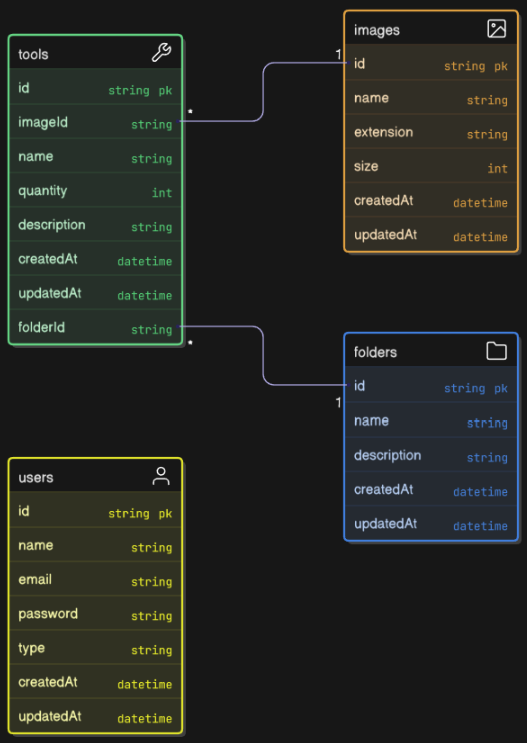 tools
id string pk
imageId string
name string
quantity int
description string
createdAt datetime
updatedAt datetime
folderId string
*
*
images
1
id string pk
name string
extension string
size int
createdAt datetime
updatedAt datetime
folders
id string pk
1
name string
description string
createdAt datetime
updatedAt datetime
users
id string pk
name string
email string
password string
type string
createdAt datetime
updatedAt datetime